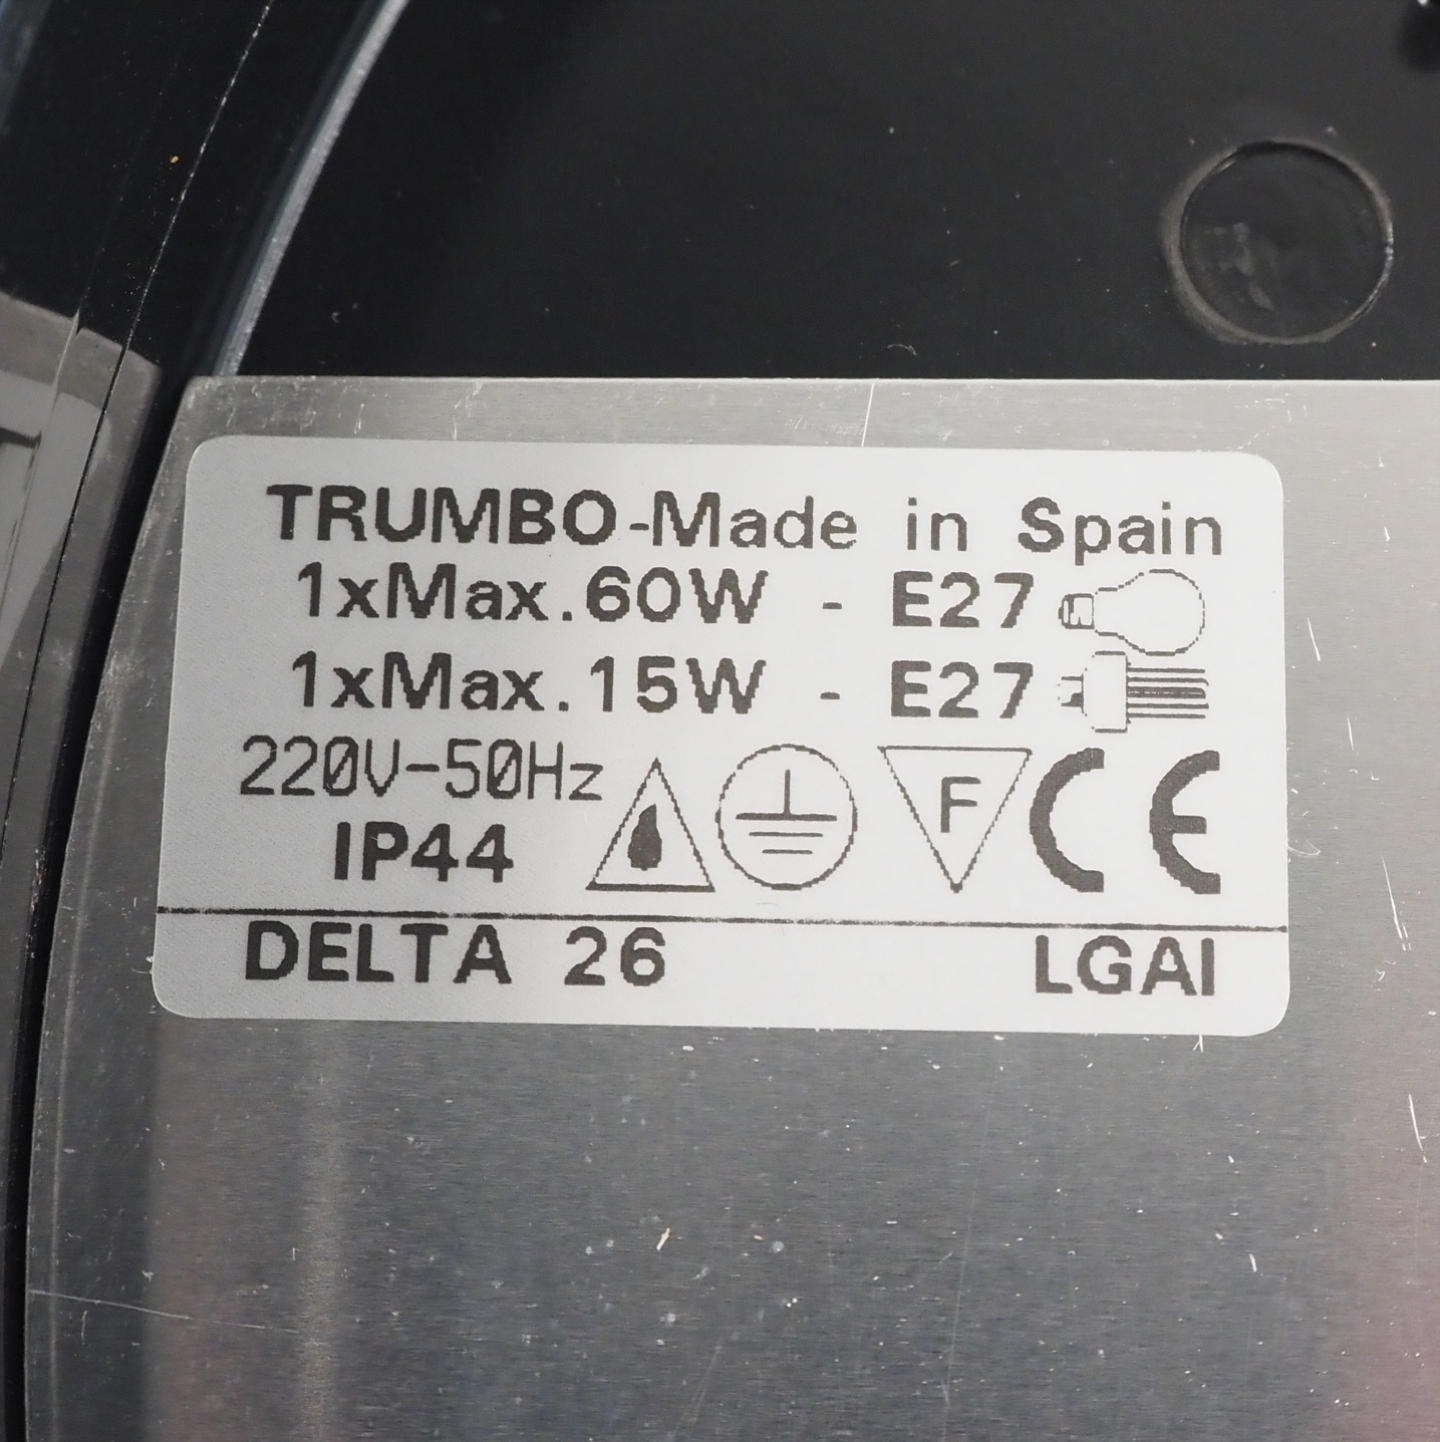 TRUMBO-Made in Spain
1xMax.60W - E27
1xMax.15W - E27
220V-50Hz
IP44 F CE
DELTA 26 LGAI